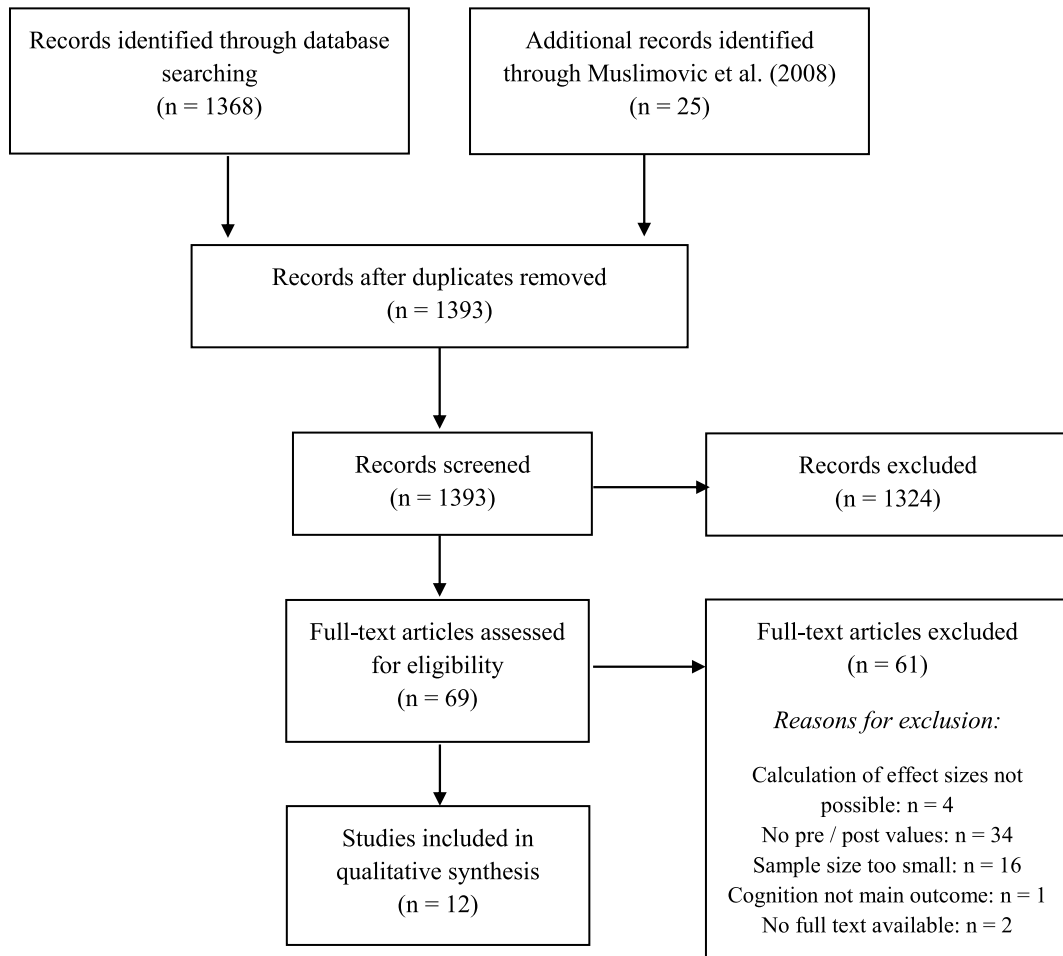 Records identified through database
searching
(n = 1368)
Additional records identified
through Muslimovic et al. (2008)
(n = 25)
Records after duplicates removed
(n = 1393)
Records screened
(n = 1393)
Records excluded
(n = 1324)
Full-text articles assessed
for eligibility
(n = 69)
Full-text articles excluded
(n = 61)
Reasons for exclusion:
Calculation of effect sizes not
possible: n = 4
No pre / post values: n = 34
Sample size too small: n = 16
Cognition not main outcome: n = 1
No full text available: n = 2
Studies included in
qualitative synthesis
(n = 12)